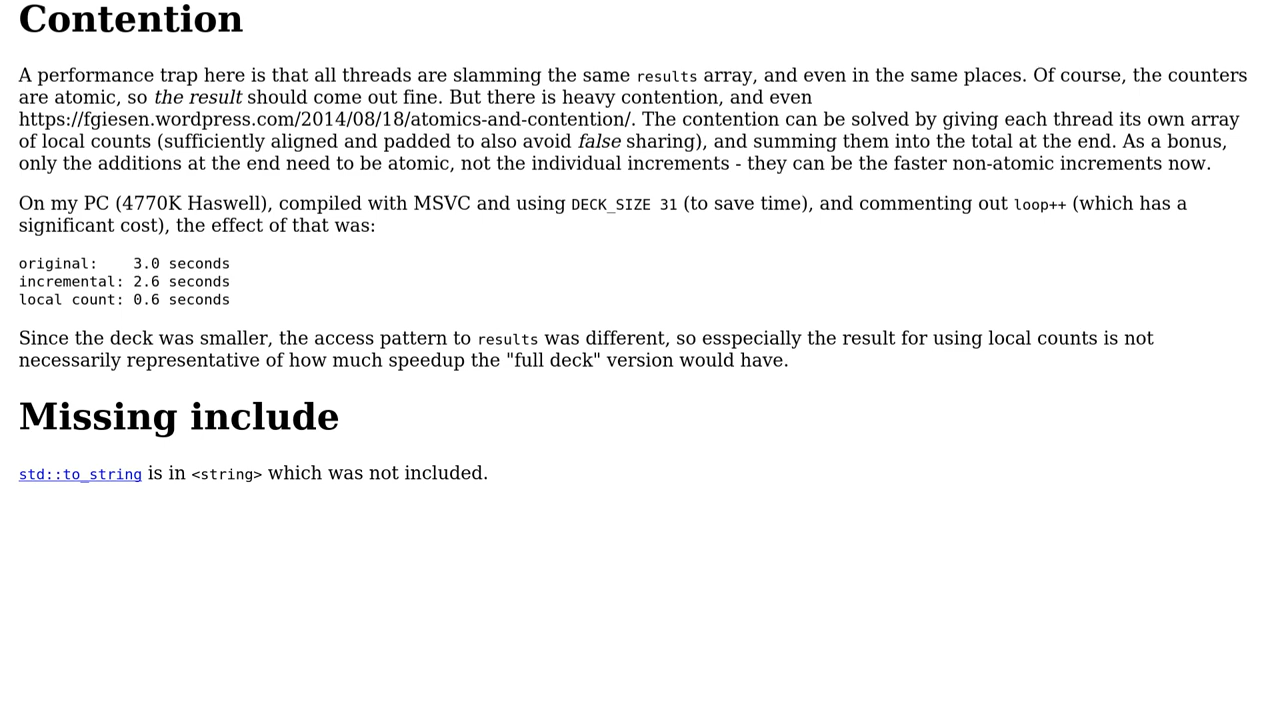 Contention
A performance trap here is that all threads are slamming the same results array, and even in the same places. Of course, the counters
are atomic, so the result should come out fine. But there is heavy contention, and even
https://fgiesen.wordpress.com/2014/08/18/atomics-and-contention/. The contention can be solved by giving each thread its own array
of local counts (sufficiently aligned and padded to also avoid false sharing), and summing them into the total at the end. As a bonus,
only the additions at the end need to be atomic, not the individual increments - they can be the faster non-atomic increments now.
On my PC (4770K Haswell), compiled with MSVC and using DECK_SIZE 31 (to save time), and commenting out loop++ (which has a
significant cost), the effect of that was:
original:    3.0 seconds
incremental: 2.6 seconds
local count: 0.6 seconds
Since the deck was smaller, the access pattern to results was different, so esspecially the result for using local counts is not
necessarily representative of how much speedup the "full deck" version would have.
Missing include
std::to_string is in <string> which was not included.